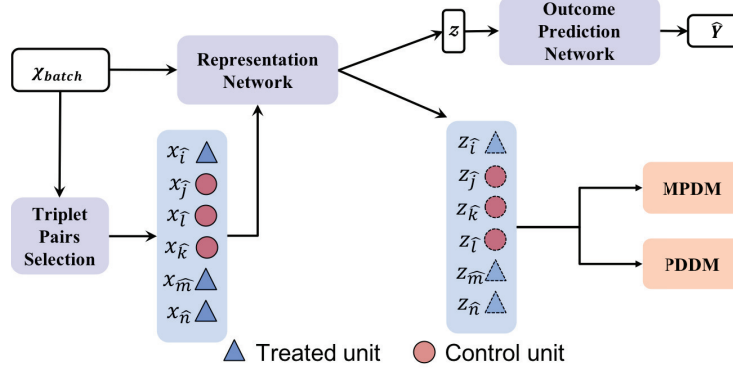 Outcome
Prediction
Network
z
Ŷ
Representation
Network
χ_batch
x_î
x_ĵ
x_l̂
x_k̂
x_m̂
x_n̂
Triplet
Pairs
Selection
z_î
z_ĵ
z_k̂
z_l̂
z_m̂
z_n̂
MPDM
PDDM
Treated unit
Control unit